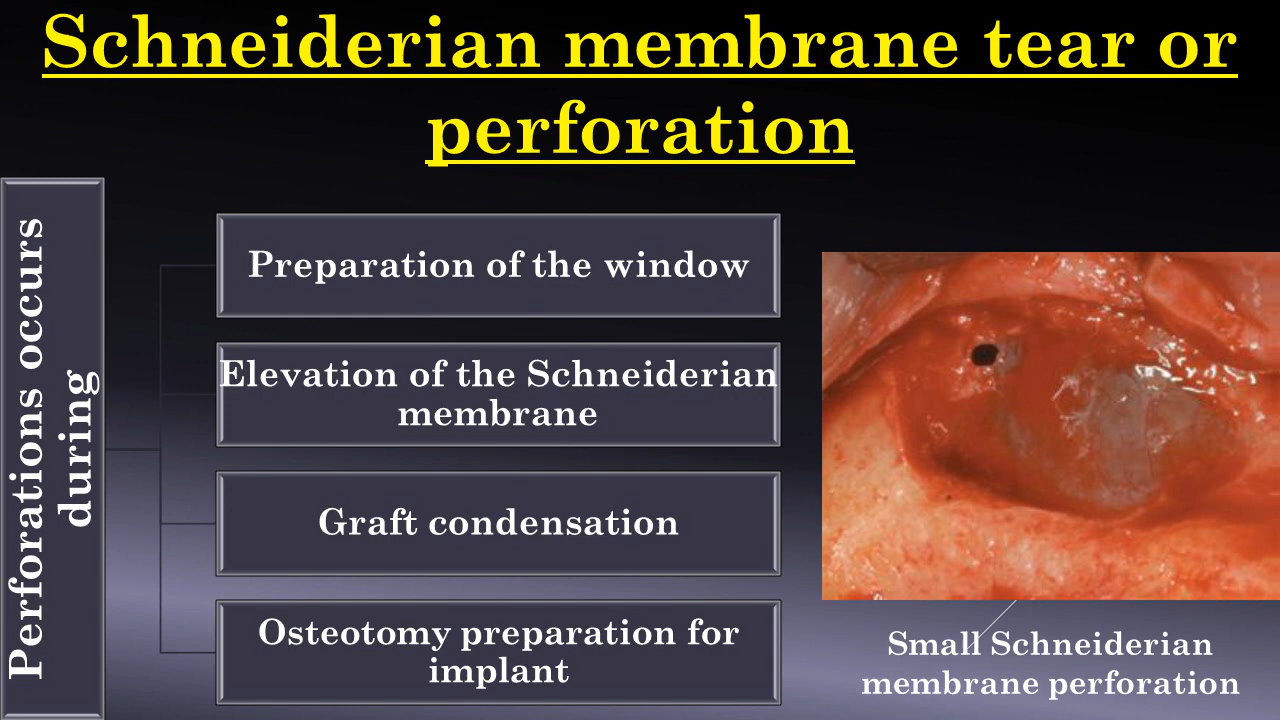 Schneiderian membrane tear or
perforation
Perforations occurs
during
Preparation of the window
Elevation of the Schneiderian
membrane
Graft condensation
Osteotomy preparation for
implant
Small Schneiderian
membrane perforation